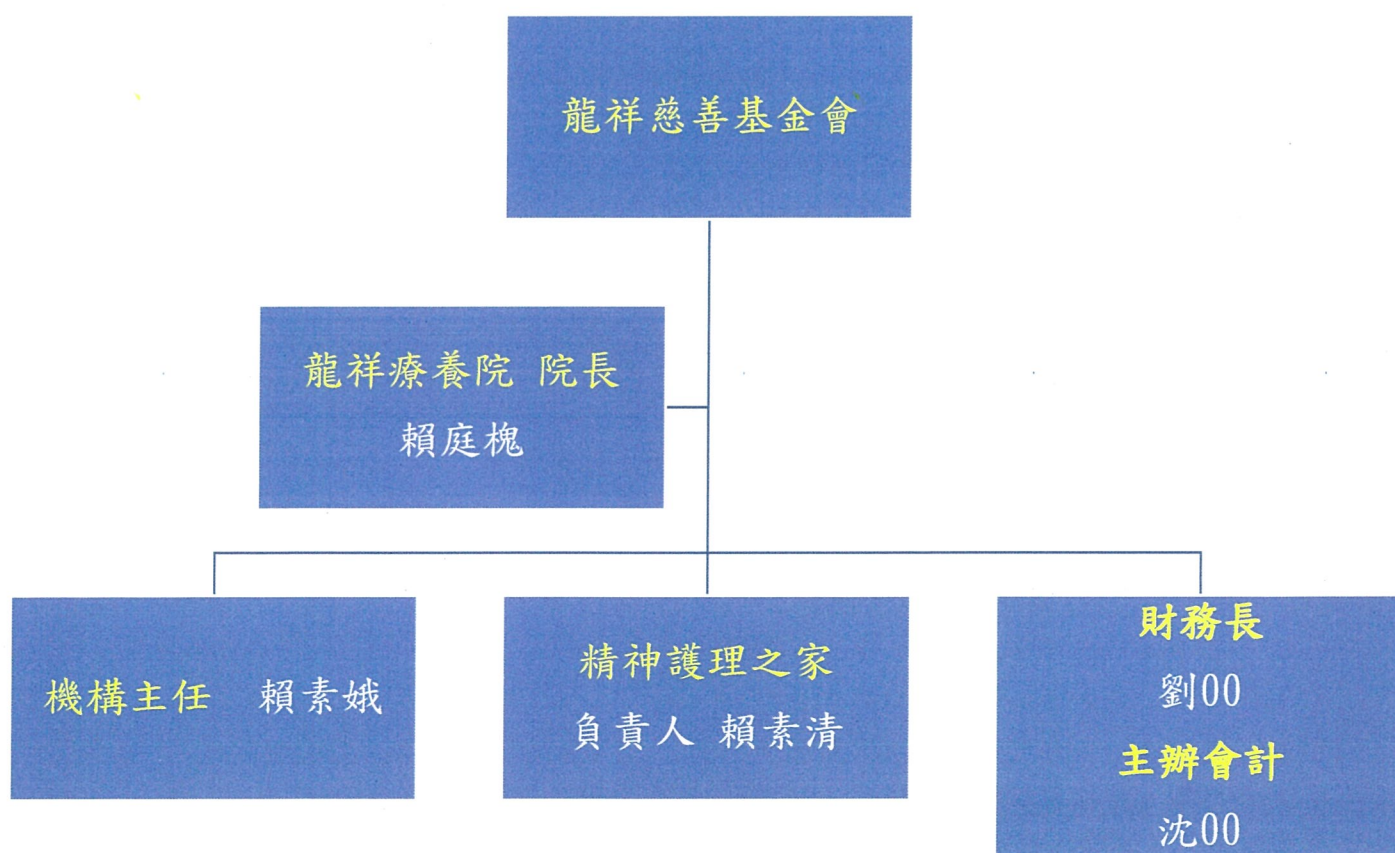 龍祥慈善基金會
龍祥療養院 院長
賴庭槐
機構主任 賴素娥
精神護理之家
負責人 賴素清
財務長
劉00
主辦會計
沈00